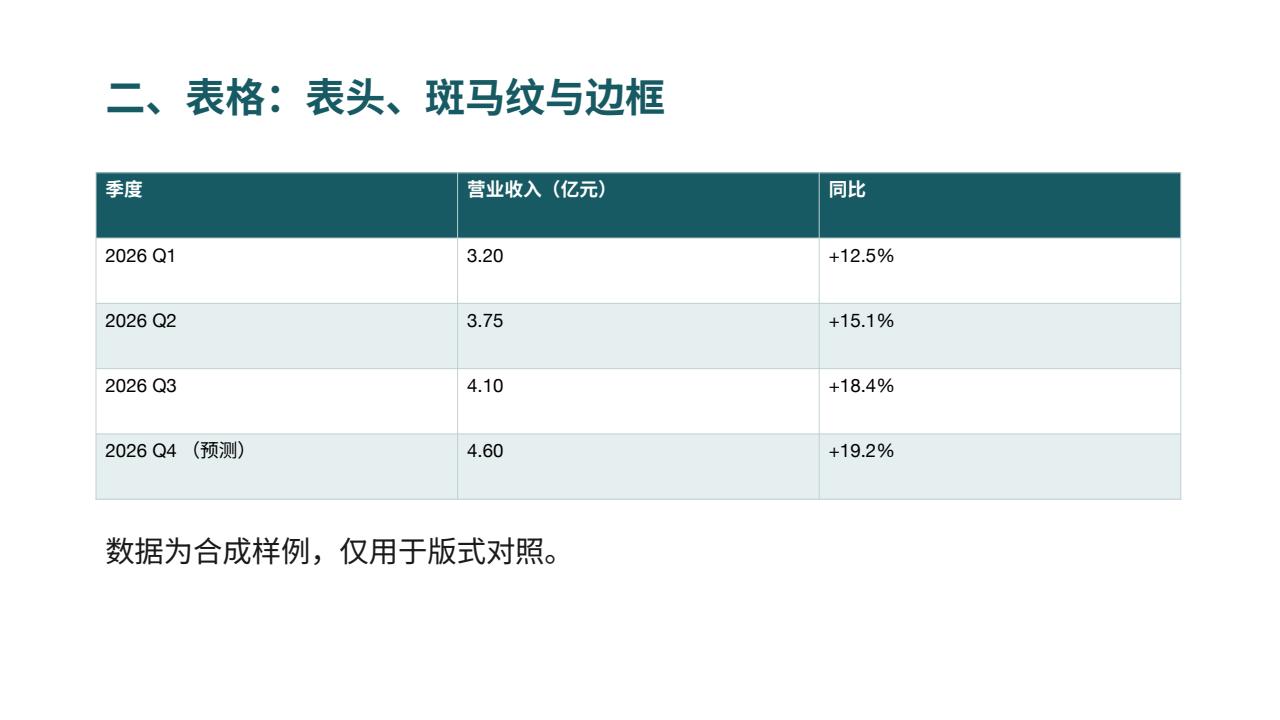 二、表格：表头、斑马纹与边框
季度 营业收入（亿元） 同比
2026 Q1 3.20 +12.5%
2026 Q2 3.75 +15.1%
2026 Q3 4.10 +18.4%
2026 Q4 （预测） 4.60 +19.2%
数据为合成样例，仅用于版式对照。